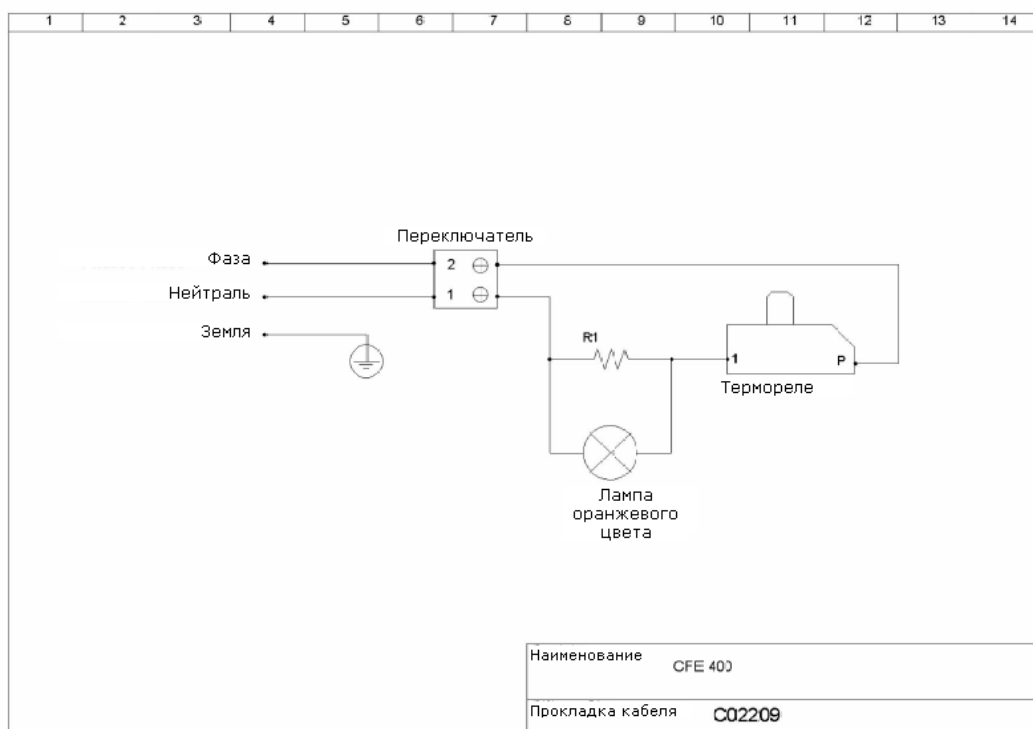 1 2 3 4 5 6 7 8 9 10 11 12 13 14
Переключатель
Фаза
2
Нейтраль
1
Земля
R1
1
P
Термореле
Лампа
оранжевого
цвета
Наименование CFE 400
Прокладка кабеля C02209